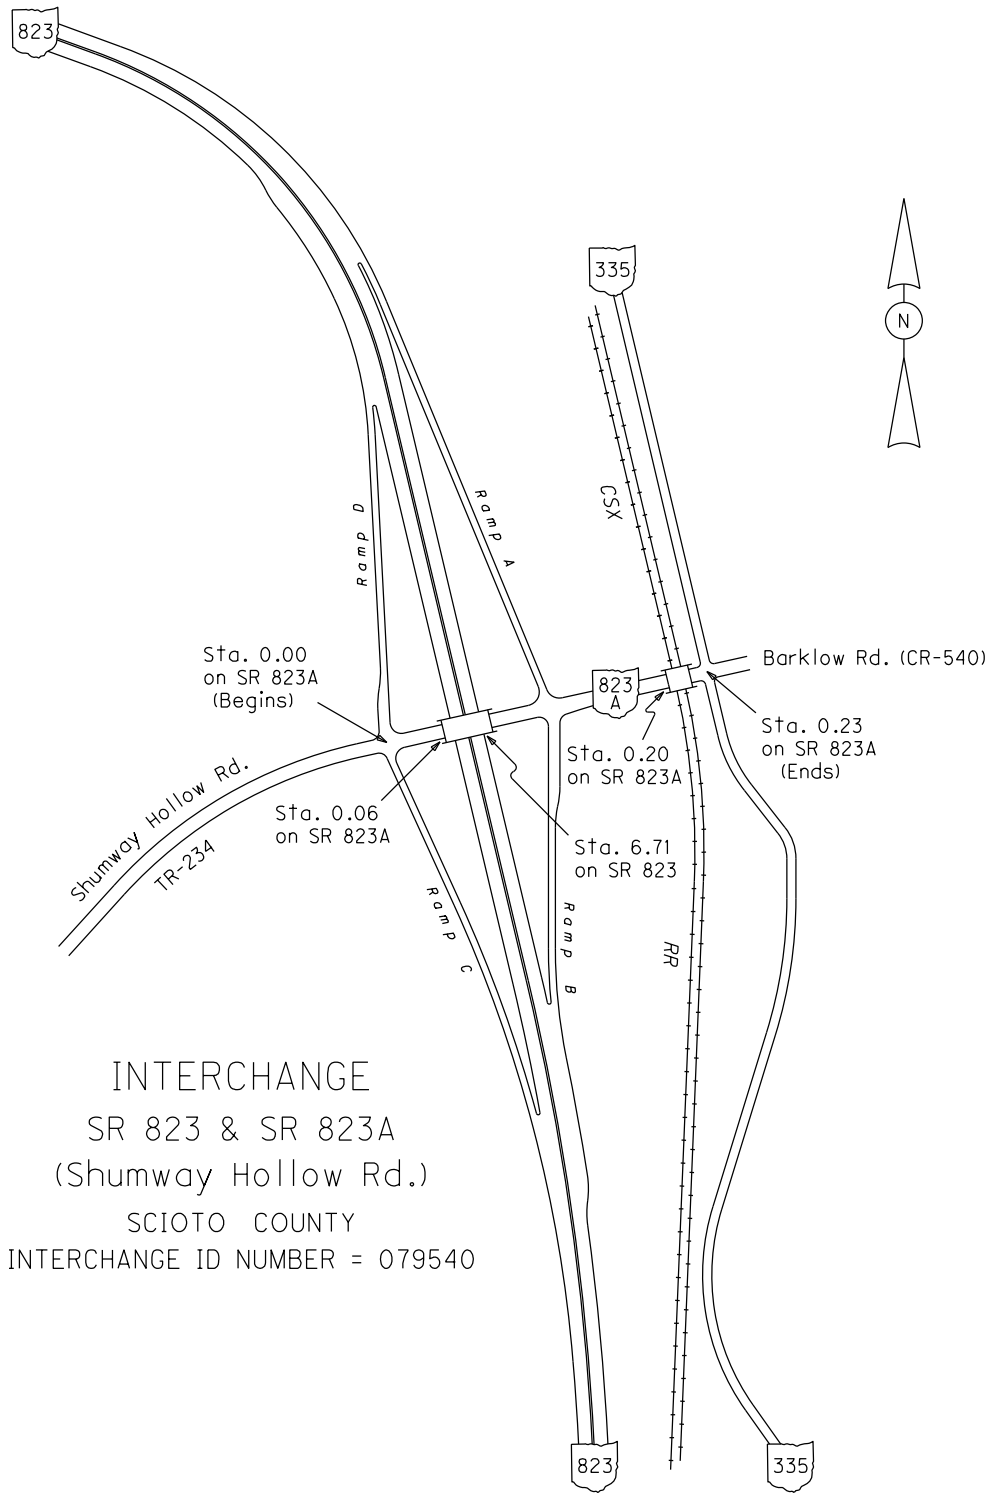 823
335
N
CSX
Ramp A
Ramp D
Sta. 0.00
on SR 823A
(Begins)
Barklow Rd. (CR-540)
823
A
Sta. 0.23
on SR 823A
(Ends)
Sta. 0.20
on SR 823A
Shumway Hollow Rd.
TR-234
Sta. 0.06
on SR 823A
Sta. 6.71
on SR 823
Ramp C
Ramp B
RR
INTERCHANGE
SR 823 & SR 823A
(Shumway Hollow Rd.)
SCIOTO COUNTY
INTERCHANGE ID NUMBER = 079540
823
335